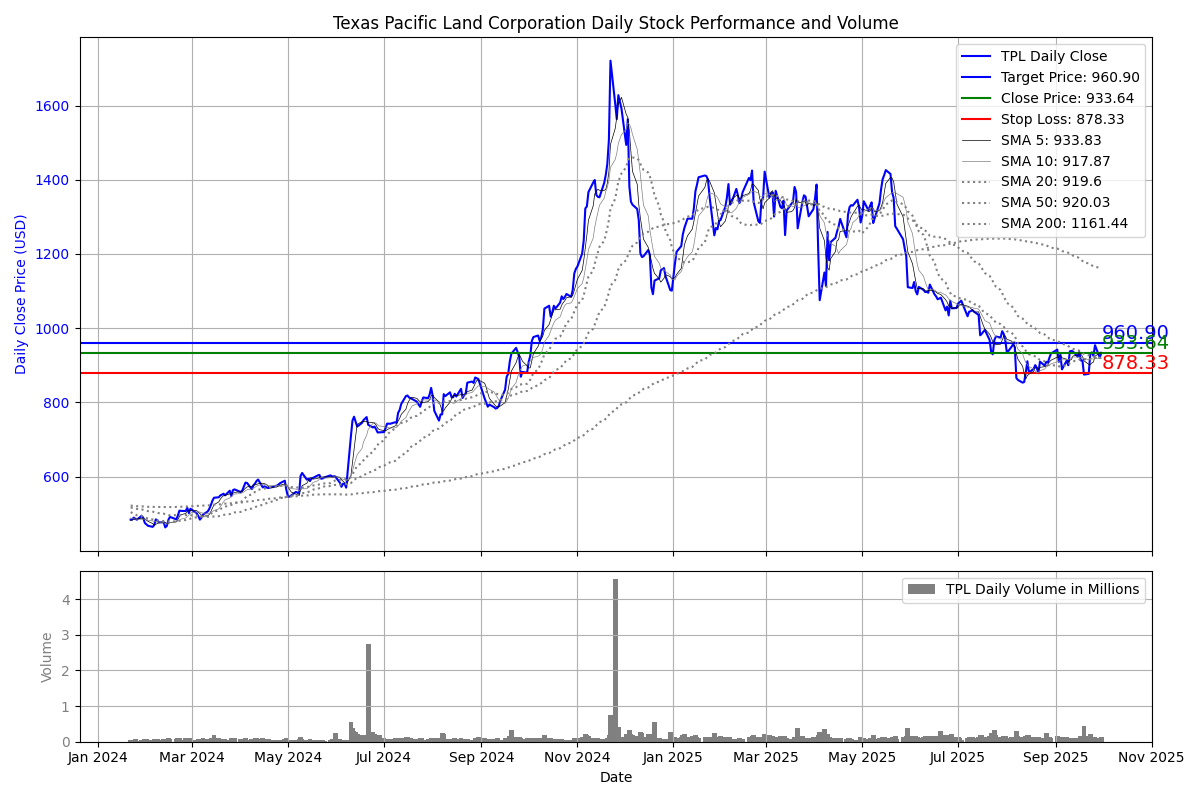 Texas Pacific Land Corporation Daily Stock Performance and Volume
Daily Close Price (USD)
1600
1400
1200
1000
800
600
TPL Daily Close
Target Price: 960.90
Close Price: 933.64
Stop Loss: 878.33
SMA 5: 933.83
SMA 10: 917.87
SMA 20: 919.6
SMA 50: 920.03
SMA 200: 1161.44
960.90
933.64
878.33
Volume
4
3
2
1
0
TPL Daily Volume in Millions
Jan 2024 Mar 2024 May 2024 Jul 2024 Sep 2024 Nov 2024 Jan 2025 Mar 2025 May 2025 Jul 2025 Sep 2025 Nov 2025
Date